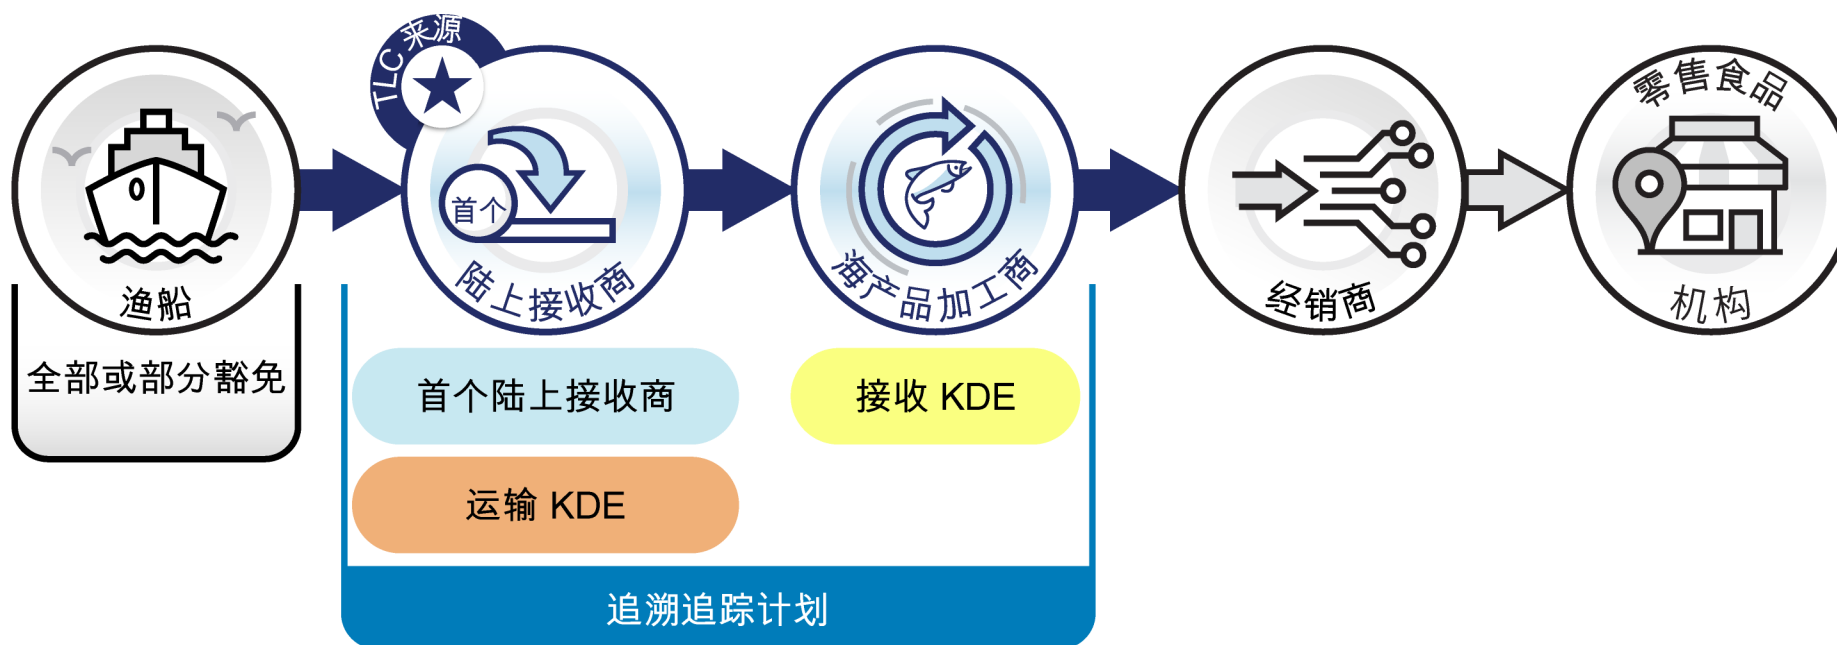 TLC 来源
首个
渔船
陆上接收商
海产品加工商
经销商
零售食品
机构
全部或部分豁免
首个陆上接收商
接收 KDE
运输 KDE
追溯追踪计划